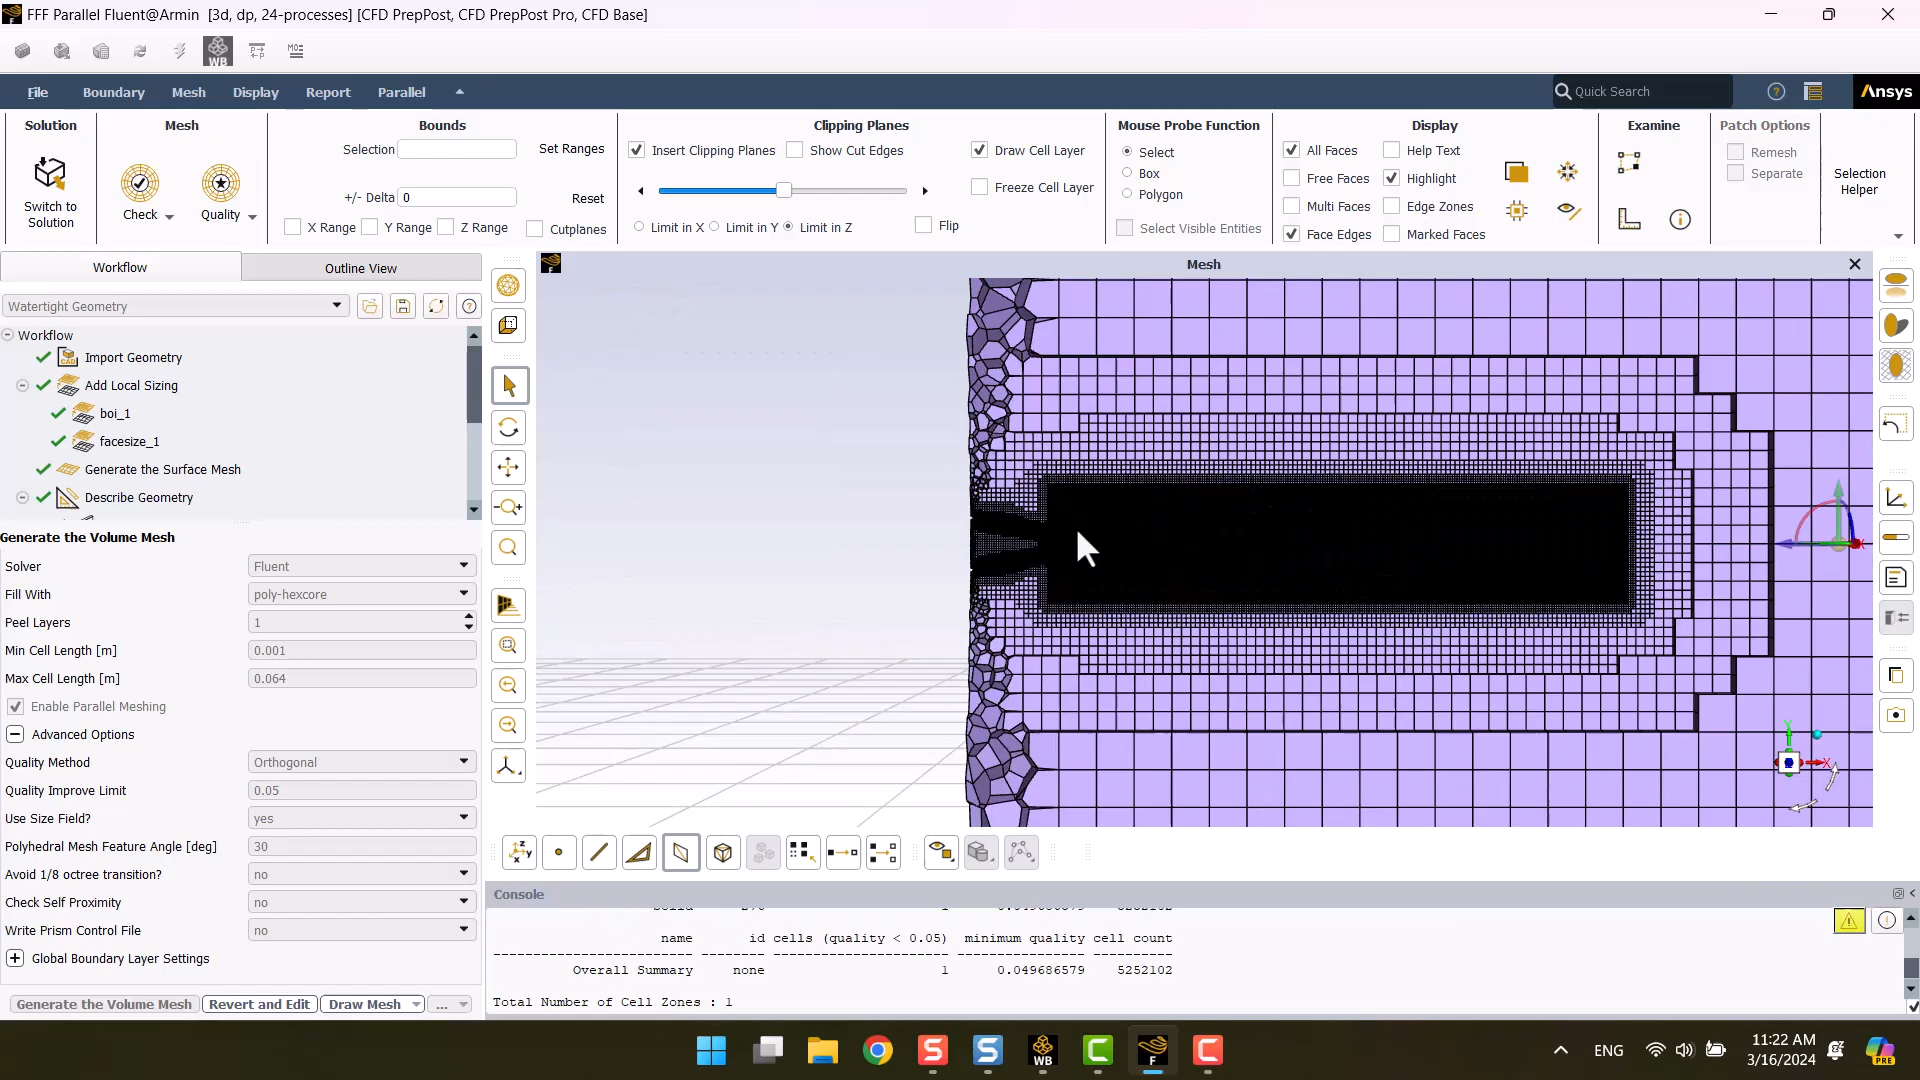 FFF Parallel Fluent@Armin [3d, dp, 24-processes] [CFD PrepPost, CFD PrepPost Pro, CFD Base]
WB
File Boundary Mesh Display Report Parallel
Quick Search
Ansys
Solution
Mesh
Bounds
Clipping Planes
Mouse Probe Function
Display
Examine
Patch Options
Switch to
Solution
Check
Quality
Selection
Set Ranges
+/- Delta 0
Reset
X Range Y Range Z Range Cutplanes
Insert Clipping Planes Show Cut Edges Draw Cell Layer
Freeze Cell Layer
Limit in X Limit in Y Limit in Z Flip
Select
Box
Polygon
Select Visible Entities
All Faces Help Text
Free Faces Highlight
Multi Faces Edge Zones
Face Edges Marked Faces
Remesh
Separate
Selection
Helper
Workflow
Outline View
Mesh
Watertight Geometry
Workflow
Import Geometry
Add Local Sizing
boi_1
facesize_1
Generate the Surface Mesh
Describe Geometry
Generate the Volume Mesh
Solver Fluent
Fill With poly-hexcore
Peel Layers 1
Min Cell Length [m] 0.001
Max Cell Length [m] 0.064
Enable Parallel Meshing
Advanced Options
Quality Method Orthogonal
Quality Improve Limit 0.05
Use Size Field? yes
Polyhedral Mesh Feature Angle [deg] 30
Avoid 1/8 octree transition? no
Check Self Proximity no
Write Prism Control File no
Global Boundary Layer Settings
Generate the Volume Mesh Revert and Edit Draw Mesh ...
X
Y
X
Console
name id cells (quality < 0.05) minimum quality cell count
Overall Summary none 1 0.049686579 5252102
Total Number of Cell Zones : 1
WB
ENG
11:22 AM
3/16/2024
PRE